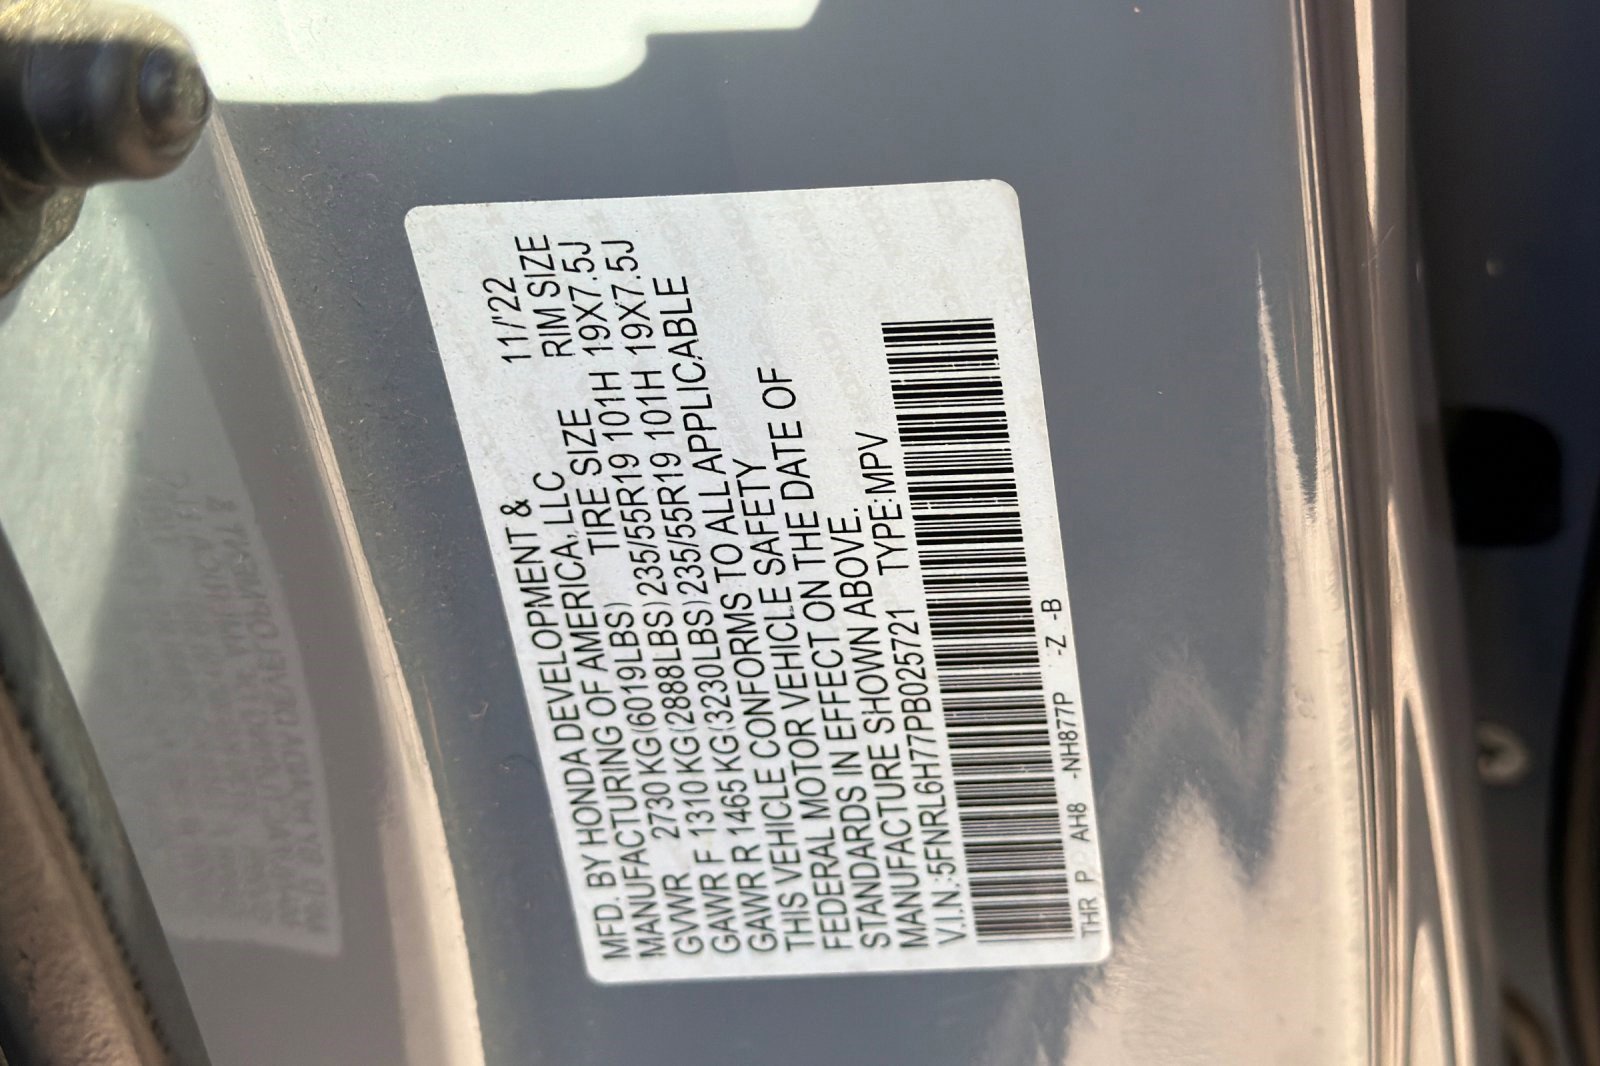 MFD. BY HONDA DEVELOPMENT & 11/'22
MANUFACTURING OF AMERICA, LLC RIM SIZE
TIRE SIZE
GVWR 2730 KG(6019LBS)
GAWR F 1310 KG(2888LBS) 235/55R19 101H 19X7.5J
GAWR R 1465 KG(3230LBS) 235/55R19 101H 19X7.5J
THIS VEHICLE CONFORMS TO ALL APPLICABLE
FEDERAL MOTOR VEHICLE SAFETY
STANDARDS IN EFFECT ON THE DATE OF
MANUFACTURE SHOWN ABOVE.
V.I.N.:5FNRL6H77PB025721 TYPE:MPV
THR P AH8 -NH877P -Z -B